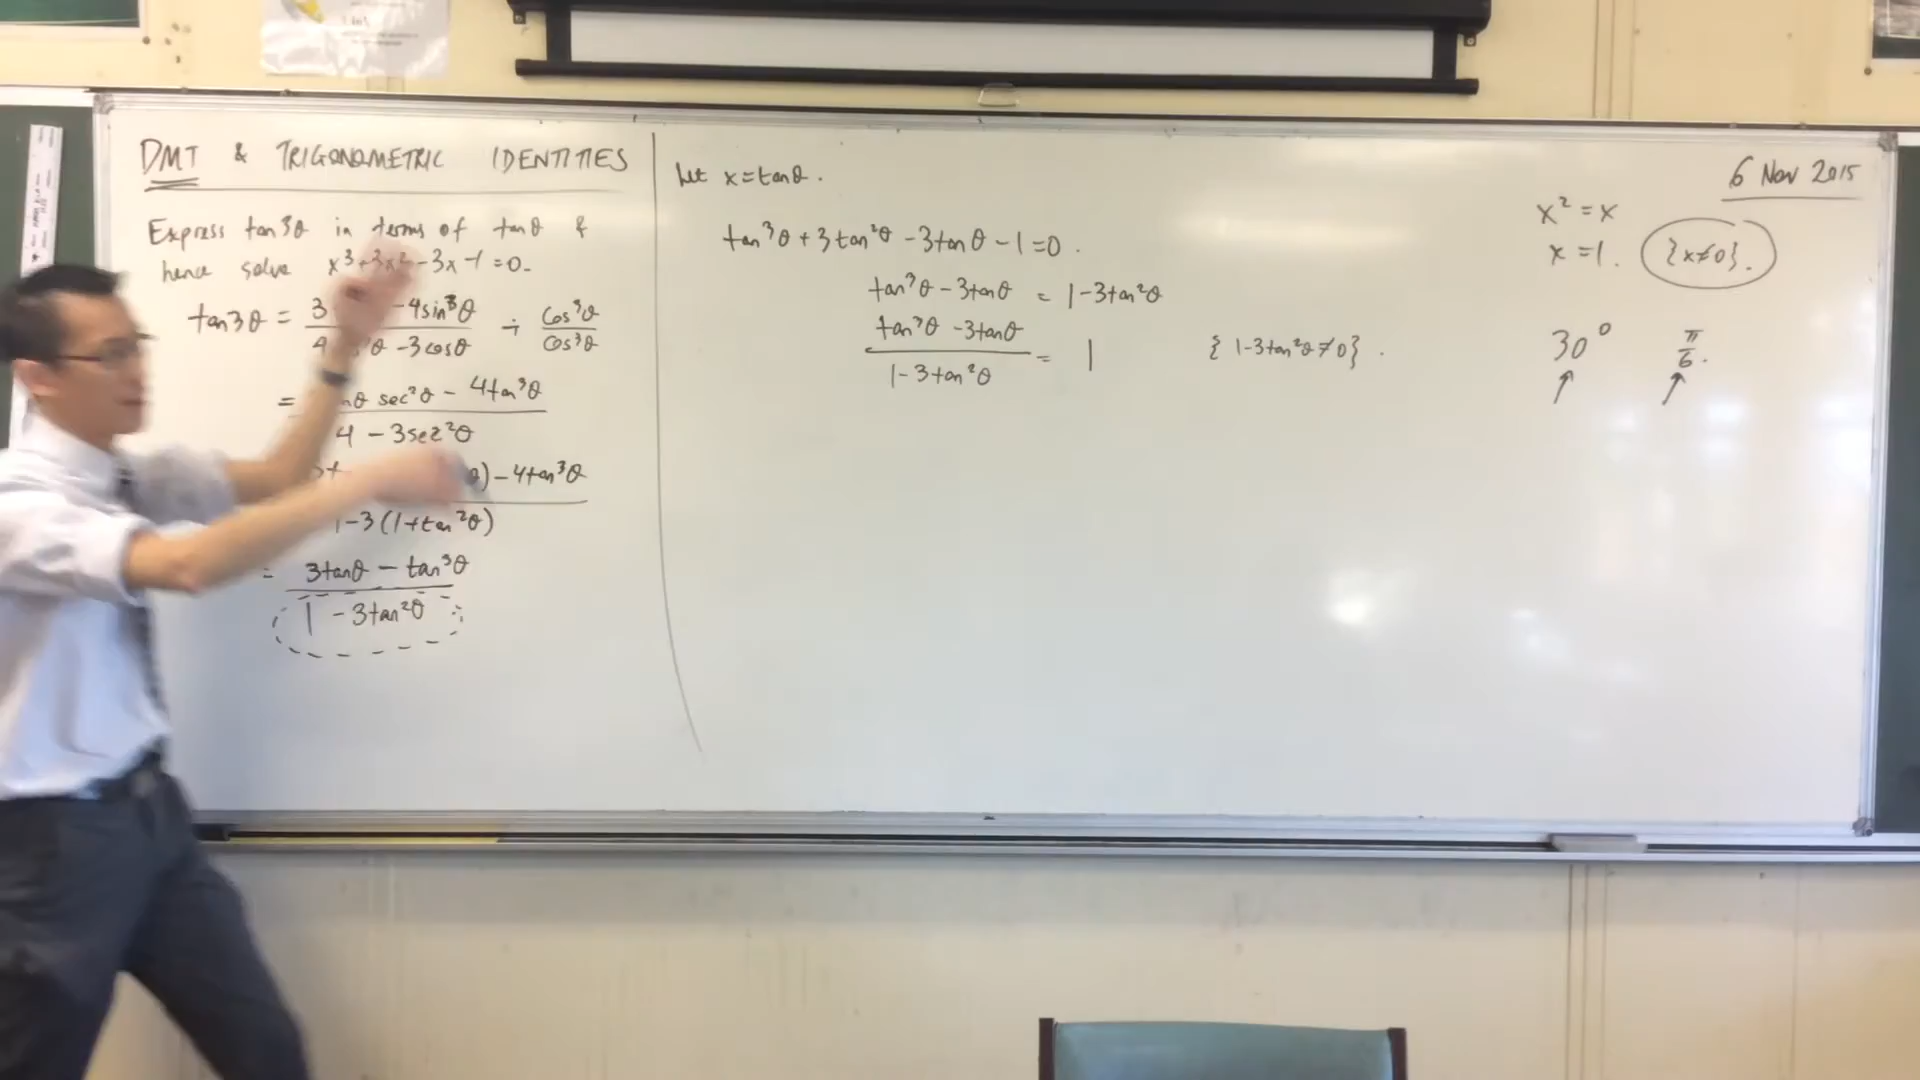 DMT & TRIGONOMETRIC IDENTITIES
Express tan3θ in terms of tanθ &
hence solve x³+3x²-3x-1=0.
tan3θ = 3 -4sin³θ / 4 θ -3cosθ ÷ cos³θ / cos³θ
= θ sec²θ - 4tan³θ / 4 - 3sec²θ
= ) - 4tan³θ / -3(1+tan²θ)
= 3tanθ - tan³θ / 1 - 3tan²θ
Let x=tanθ.
tan³θ+3tan²θ-3tanθ-1=0.
tan³θ-3tanθ = 1-3tan²θ
tan³θ-3tanθ / 1-3tan²θ = 1 {1-3tan²θ≠0}.
6 Nov 2015
x²=x
x=1. {x≠0}.
30° π/6.